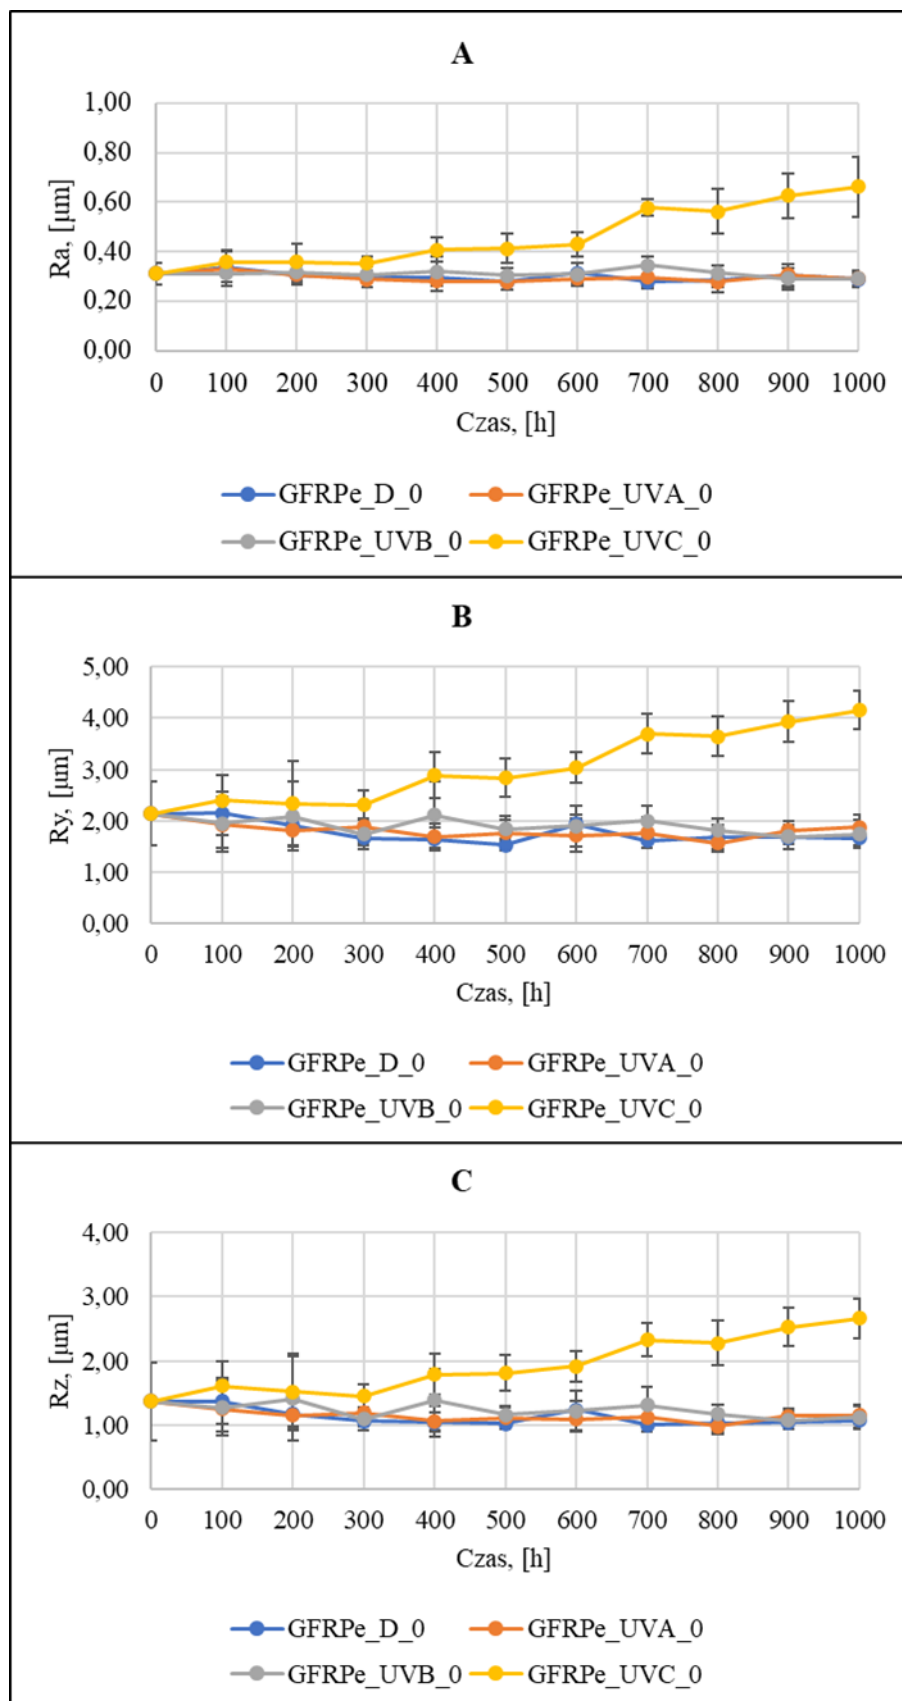 A
1,00
0,80
0,60
0,40
0,20
0,00
Ra, [µm]
0 100 200 300 400 500 600 700 800 900 1000
Czas, [h]
GFRPe_D_0 GFRPe_UVA_0
GFRPe_UVB_0 GFRPe_UVC_0
B
5,00
4,00
3,00
2,00
1,00
0,00
Ry, [µm]
0 100 200 300 400 500 600 700 800 900 1000
Czas, [h]
GFRPe_D_0 GFRPe_UVA_0
GFRPe_UVB_0 GFRPe_UVC_0
C
4,00
3,00
2,00
1,00
0,00
Rz, [µm]
0 100 200 300 400 500 600 700 800 900 1000
Czas, [h]
GFRPe_D_0 GFRPe_UVA_0
GFRPe_UVB_0 GFRPe_UVC_0